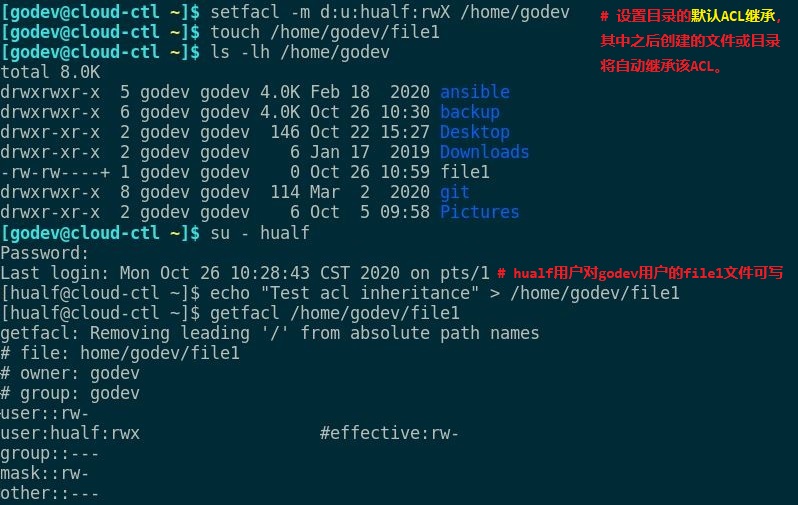 [godev@cloud-ctl ~]$ setfacl -m d:u:hualf:rwX /home/godev # 设置目录的默认ACL继承,
[godev@cloud-ctl ~]$ touch /home/godev/file1 其中之后创建的文件或目录
[godev@cloud-ctl ~]$ ls -lh /home/godev 将自动继承该ACL。
total 8.0K
drwxrwxr-x 5 godev godev 4.0K Feb 18 2020 ansible
drwxrwxr-x 6 godev godev 4.0K Oct 26 10:30 backup
drwxr-xr-x 2 godev godev 146 Oct 22 15:27 Desktop
drwxr-xr-x 2 godev godev 6 Jan 17 2019 Downloads
-rw-rw----+ 1 godev godev 0 Oct 26 10:59 file1
drwxrwxr-x 8 godev godev 114 Mar 2 2020 git
drwxr-xr-x 2 godev godev 6 Oct 5 09:58 Pictures
[godev@cloud-ctl ~]$ su - hualf
Password:
Last login: Mon Oct 26 10:28:43 CST 2020 on pts/1 # hualf用户对godev用户的file1文件可写
[hualf@cloud-ctl ~]$ echo "Test acl inheritance" > /home/godev/file1
[hualf@cloud-ctl ~]$ getfacl /home/godev/file1
getfacl: Removing leading '/' from absolute path names
# file: home/godev/file1
# owner: godev
# group: godev
user::rw-
user:hualf:rwx #effective:rw-
group::---
mask::rw-
other::---